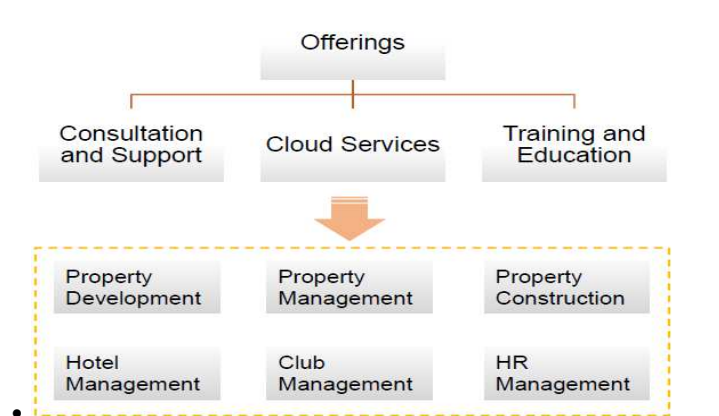 Offerings
Consultation
and Support
Cloud Services
Training and
Education
Property
Development
Property
Management
Property
Construction
Hotel
Management
Club
Management
HR
Management